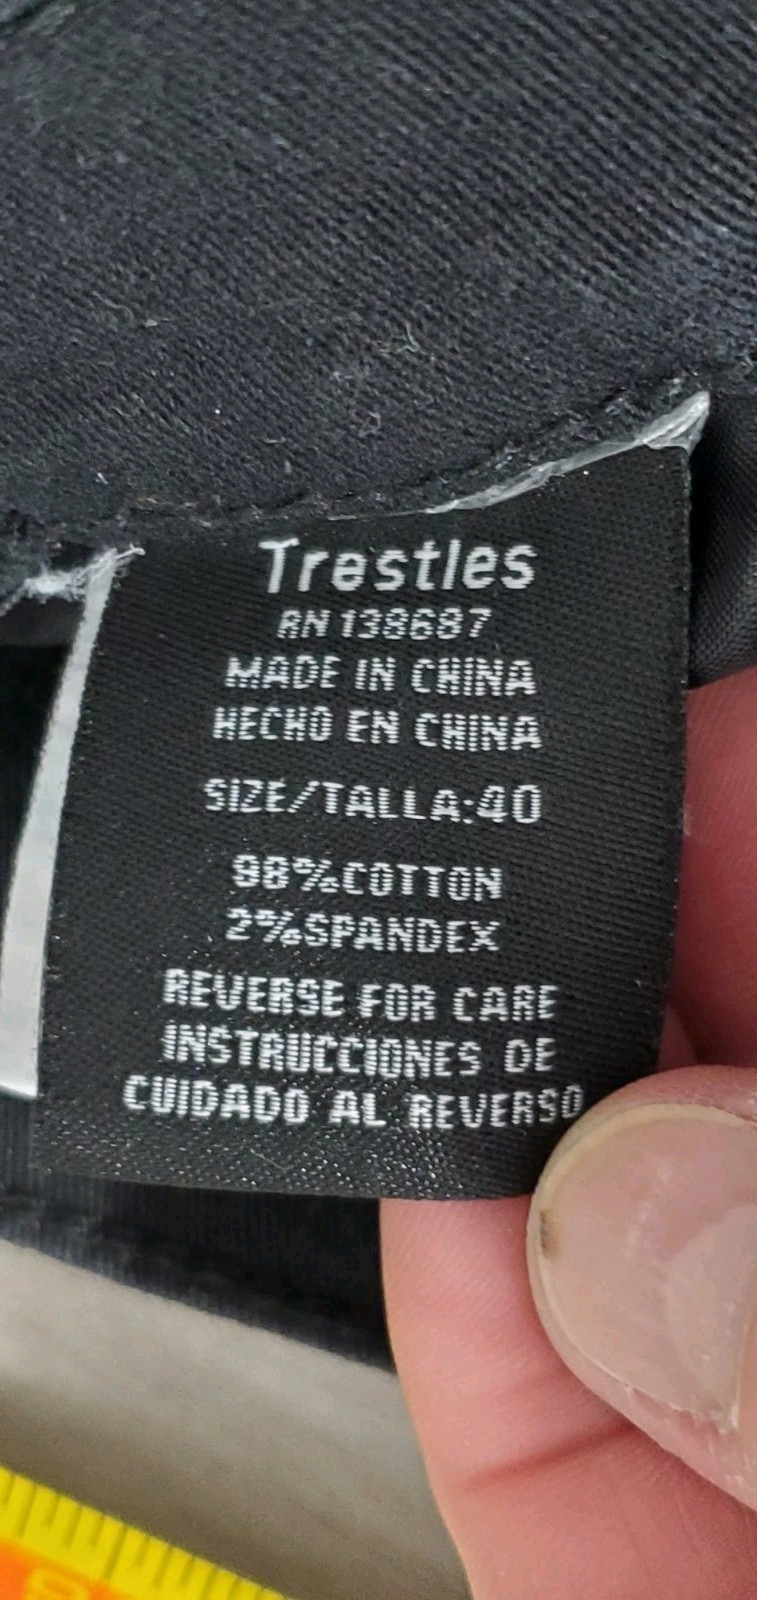 Trestles
RN 138687
MADE IN CHINA
HECHO EN CHINA
SIZE/TALLA:40
98%COTTON
2%SPANDEX
REVERSE FOR CARE
INSTRUCCIONES DE
CUIDADO AL REVERSO